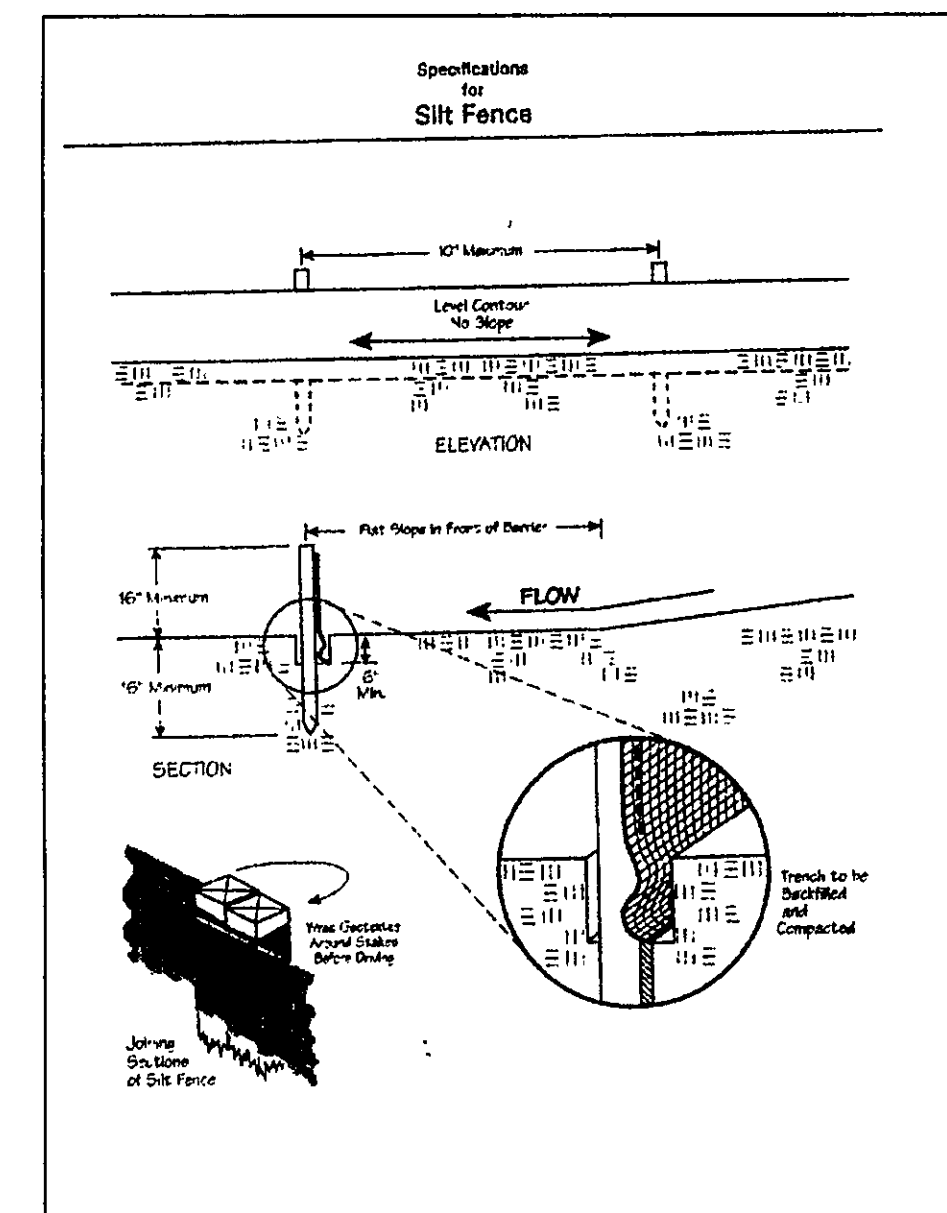 Specifications
for
Silt Fence
10" Maximum
Level Contour
No Slope
ELEVATION
Flat Slope in Front of Barrier
16" Minimum
FLOW
6"
Min.
16" Minimum
SECTION
Trench to be
Backfilled
and
Compacted
Wrap Geotextile
Around Stakes
Before Driving
Joining
Sections
of Silt Fence